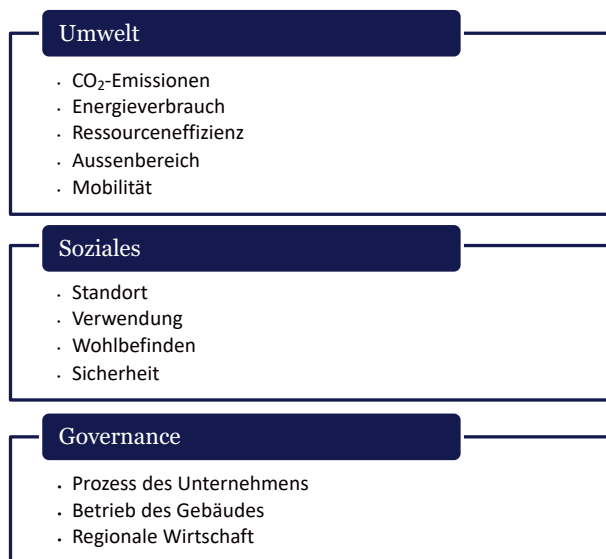 Umwelt
· CO₂-Emissionen
· Energieverbrauch
· Ressourceneffizienz
· Aussenbereich
· Mobilität
Soziales
· Standort
· Verwendung
· Wohlbefinden
· Sicherheit
Governance
· Prozess des Unternehmens
· Betrieb des Gebäudes
· Regionale Wirtschaft